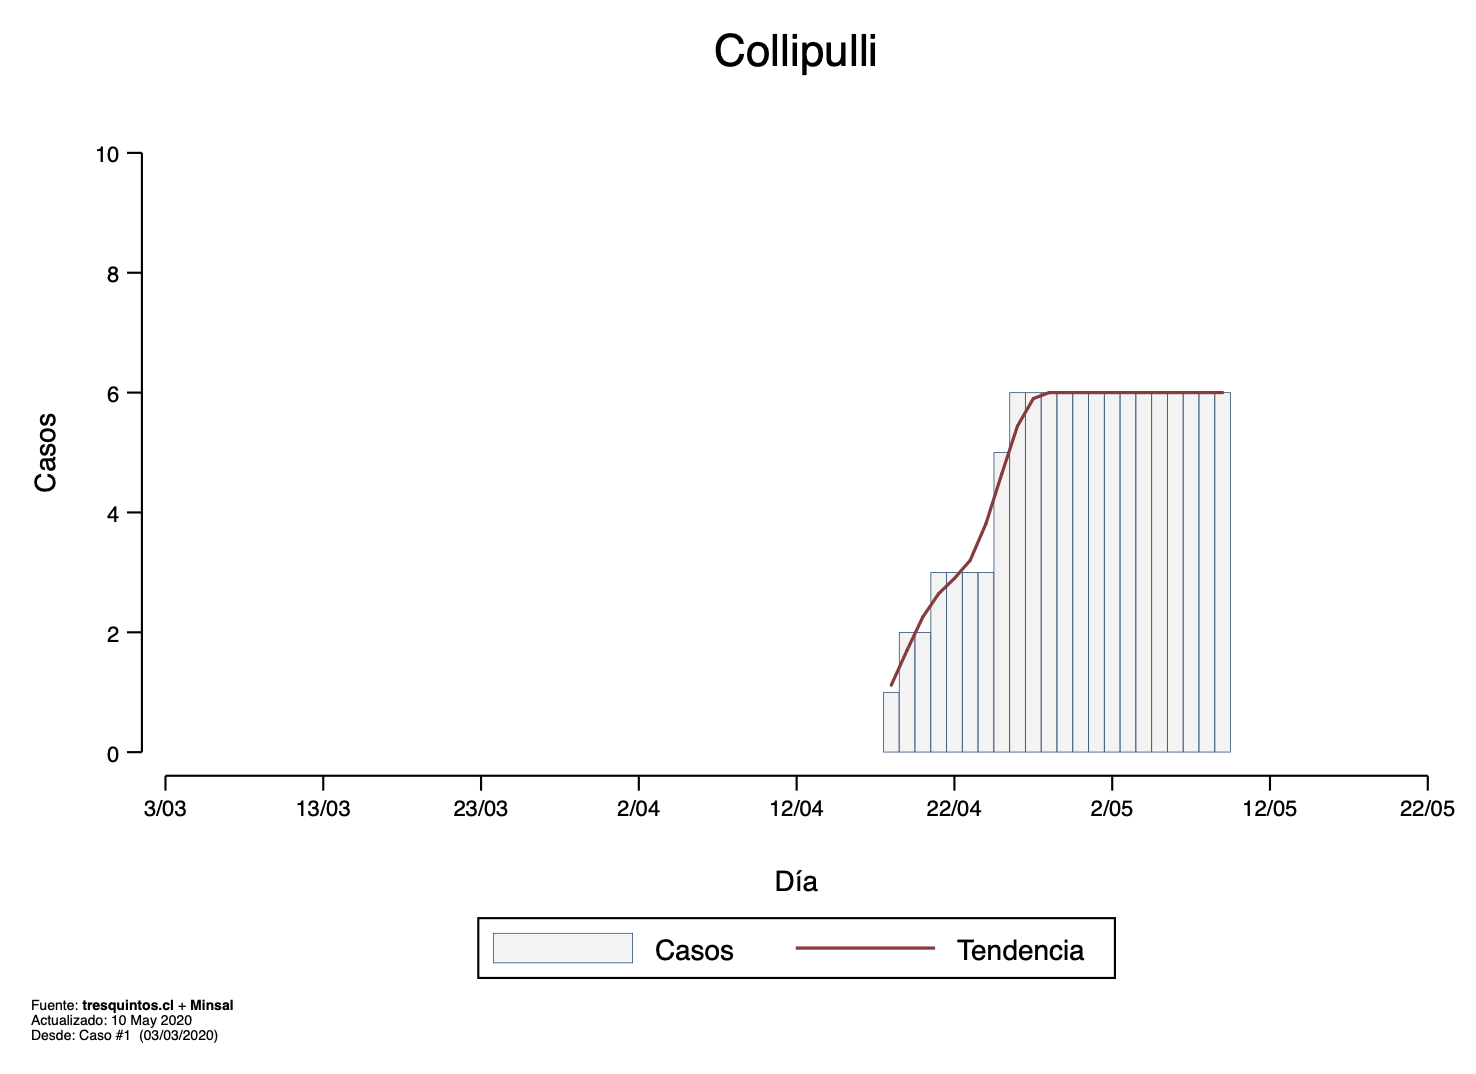 Collipulli
10
8
6
4
2
0
Casos
3/03 13/03 23/03 2/04 12/04 22/04 2/05 12/05 22/05
Día
Casos Tendencia
Fuente: tresquintos.cl + Minsal
Actualizado: 10 May 2020
Desde: Caso #1 (03/03/2020)